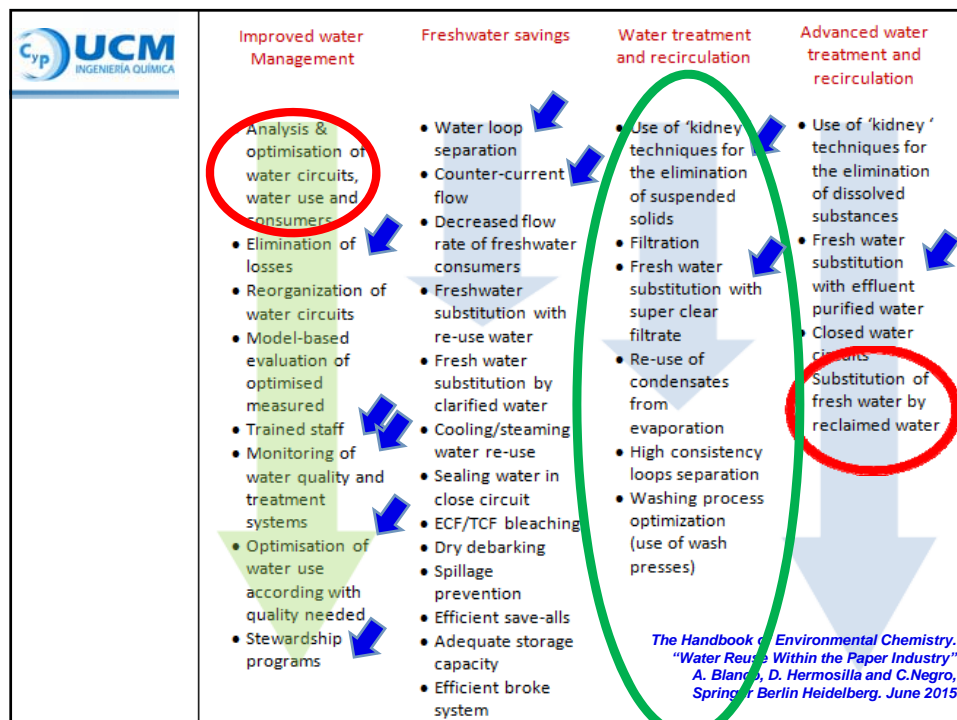 Cyp UCM
INGENIERÍA QUÍMICA
Improved water
Management
Analysis &
optimisation of
water circuits,
water use and
consumers
• Elimination of
losses
• Reorganization of
water circuits
• Model-based
evaluation of
optimised
measured
• Trained staff
• Monitoring of
water quality and
treatment
systems
• Optimisation of
water use
according with
quality needed
• Stewardship
programs
Freshwater savings
• Water loop
separation
• Counter-current
flow
• Decreased flow
rate of freshwater
consumers
• Freshwater
substitution with
re-use water
• Fresh water
substitution by
clarified water
• Cooling/steaming
water re-use
• Sealing water in
close circuit
• ECF/TCF bleaching
• Dry debarking
• Spillage
prevention
• Efficient save-alls
• Adequate storage
capacity
• Efficient broke
system
Water treatment
and recirculation
• Use of ‘kidney’
techniques for
the elimination
of suspended
solids
• Filtration
• Fresh water
substitution with
super clear
filtrate
• Re-use of
condensates
from
evaporation
• High consistency
loops separation
• Washing process
optimization
(use of wash
presses)
Advanced water
treatment and
recirculation
• Use of ‘kidney ‘
techniques for
the elimination
of dissolved
substances
• Fresh water
substitution
with effluent
purified water
• Closed water
circuits
Substitution of
fresh water by
reclaimed water
The Handbook of Environmental Chemistry.
“Water Reuse Within the Paper Industry”
A. Blanco, D. Hermosilla and C.Negro,
Springer Berlin Heidelberg. June 2015